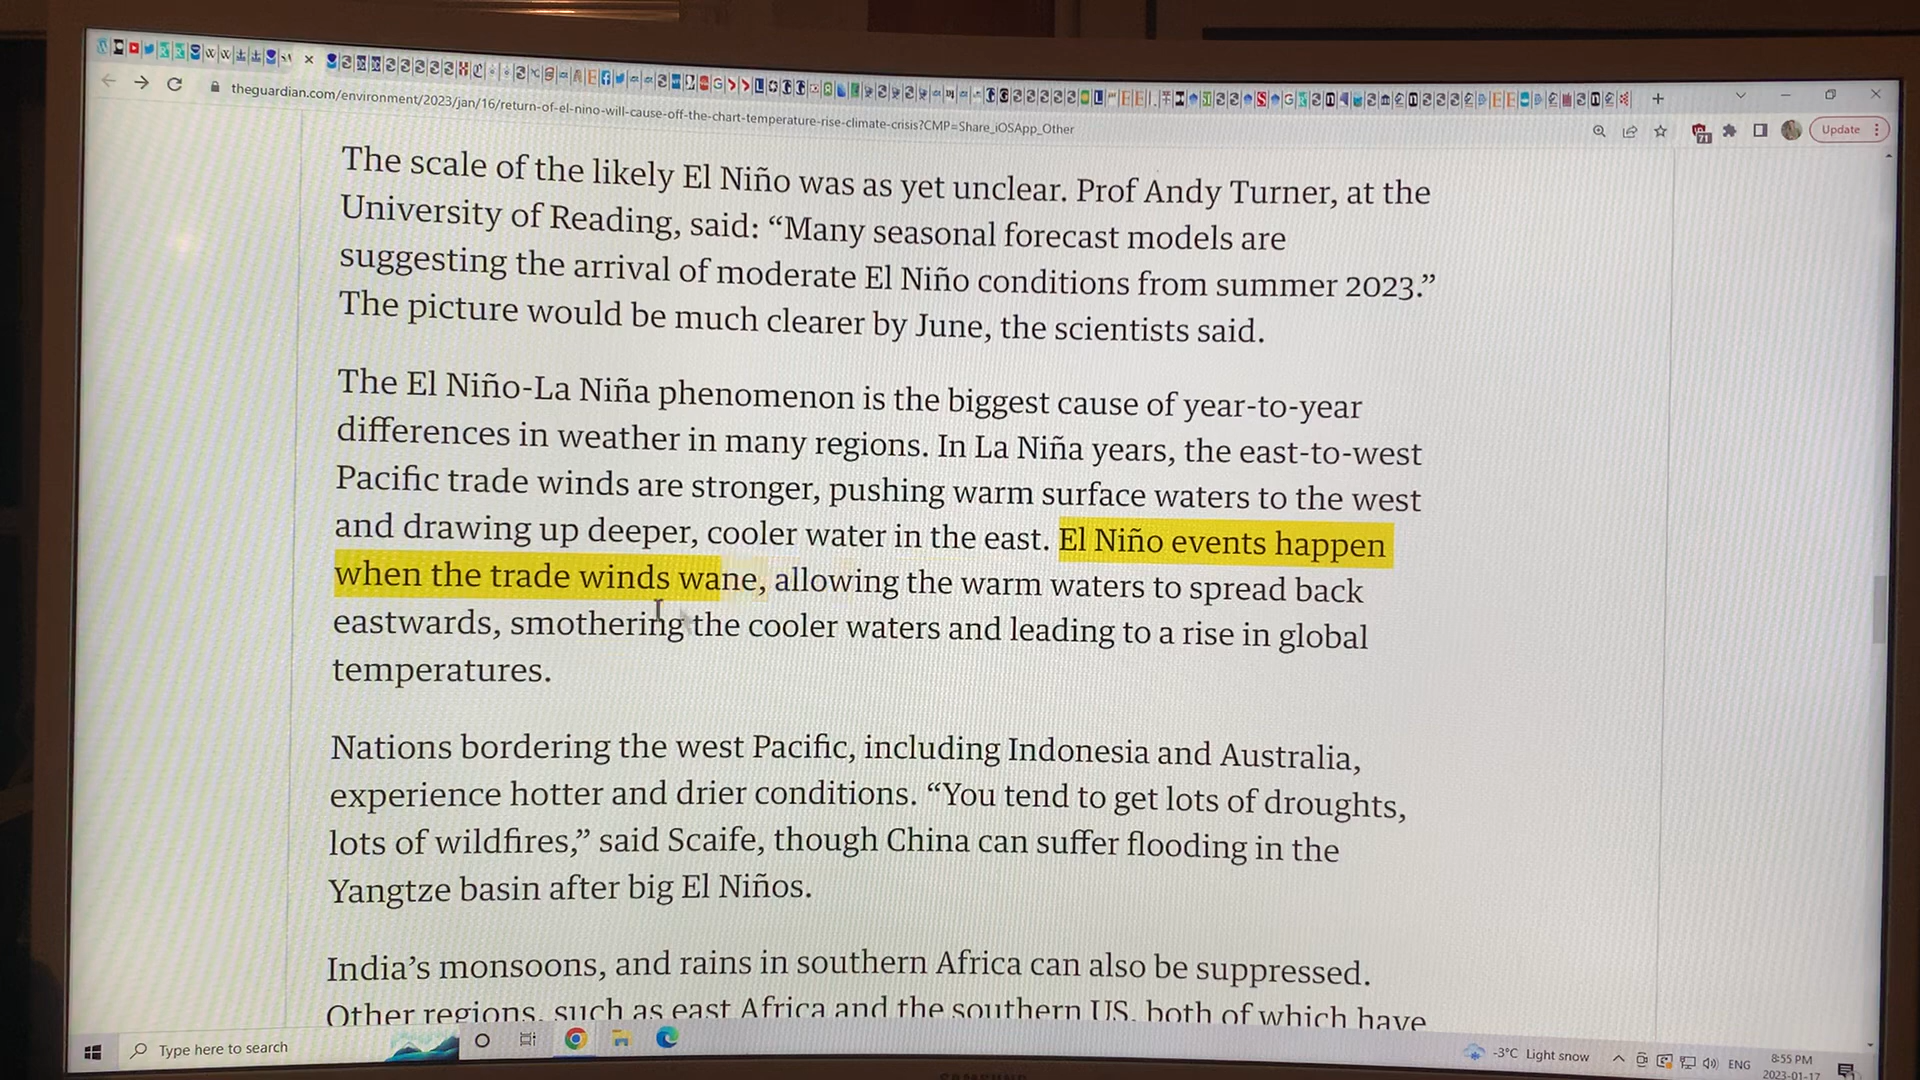 theguardian.com/environment/2023/jan/16/return-of-el-nino-will-cause-off-the-chart-temperature-rise-climate-crisis?CMP=Share_iOSApp_Other
Update
The scale of the likely El Niño was as yet unclear. Prof Andy Turner, at the
University of Reading, said: “Many seasonal forecast models are
suggesting the arrival of moderate El Niño conditions from summer 2023.”
The picture would be much clearer by June, the scientists said.
The El Niño-La Niña phenomenon is the biggest cause of year-to-year
differences in weather in many regions. In La Niña years, the east-to-west
Pacific trade winds are stronger, pushing warm surface waters to the west
and drawing up deeper, cooler water in the east. El Niño events happen
when the trade winds wane, allowing the warm waters to spread back
eastwards, smothering the cooler waters and leading to a rise in global
temperatures.
Nations bordering the west Pacific, including Indonesia and Australia,
experience hotter and drier conditions. “You tend to get lots of droughts,
lots of wildfires,” said Scaife, though China can suffer flooding in the
Yangtze basin after big El Niños.
India’s monsoons, and rains in southern Africa can also be suppressed.
Other regions, such as east Africa and the southern US, both of which have
Type here to search
-3°C Light snow
ENG
8:55 PM
2023-01-17